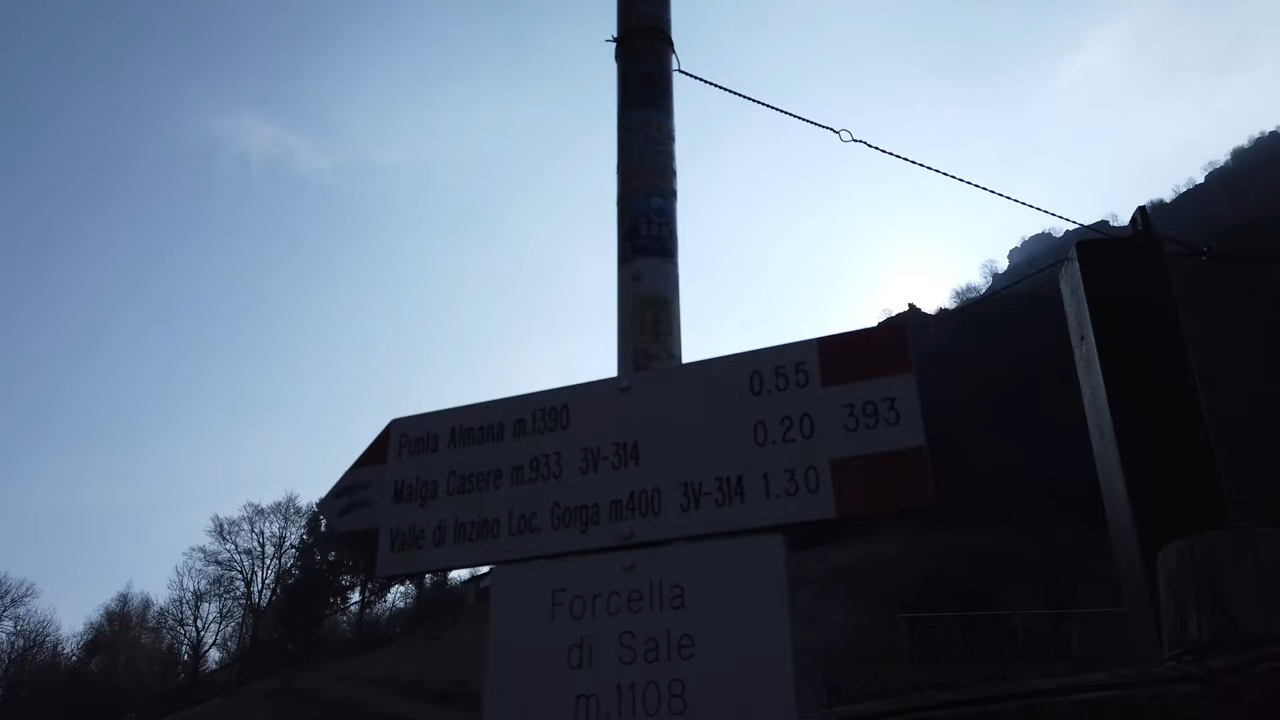 Punta Almana m.1390 0.55
Malga Casere m.933 3V-314 0.20 393
Valle di Inzino Loc. Gorga m.400 3V-314 1.30
Forcella
di Sale
m.1108